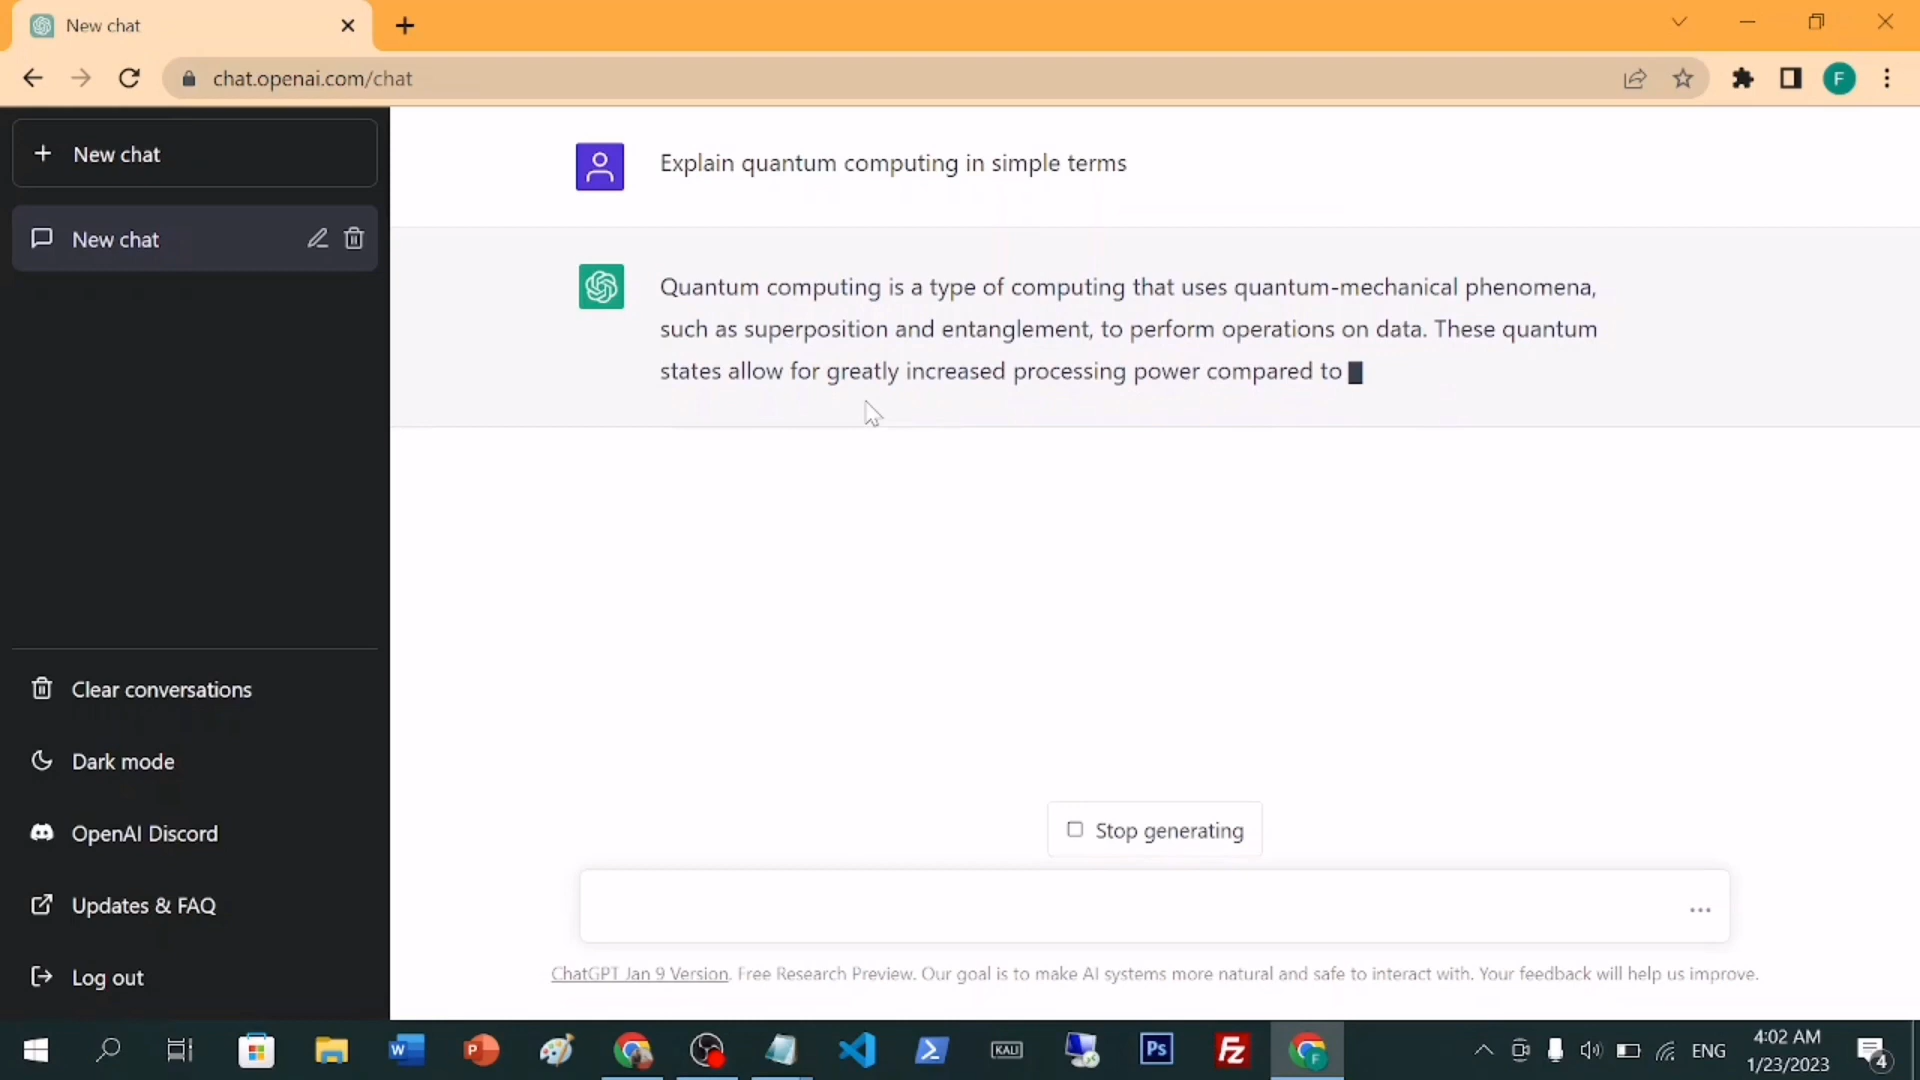 New chat
chat.openai.com/chat
F
New chat
New chat
Clear conversations
Dark mode
OpenAI Discord
Updates & FAQ
Log out
Explain quantum computing in simple terms
Quantum computing is a type of computing that uses quantum-mechanical phenomena,
such as superposition and entanglement, to perform operations on data. These quantum
states allow for greatly increased processing power compared to
Stop generating
ChatGPT Jan 9 Version. Free Research Preview. Our goal is to make AI systems more natural and safe to interact with. Your feedback will help us improve.
W
P
KALI
Ps
Fz
F
ENG
4:02 AM
1/23/2023
4